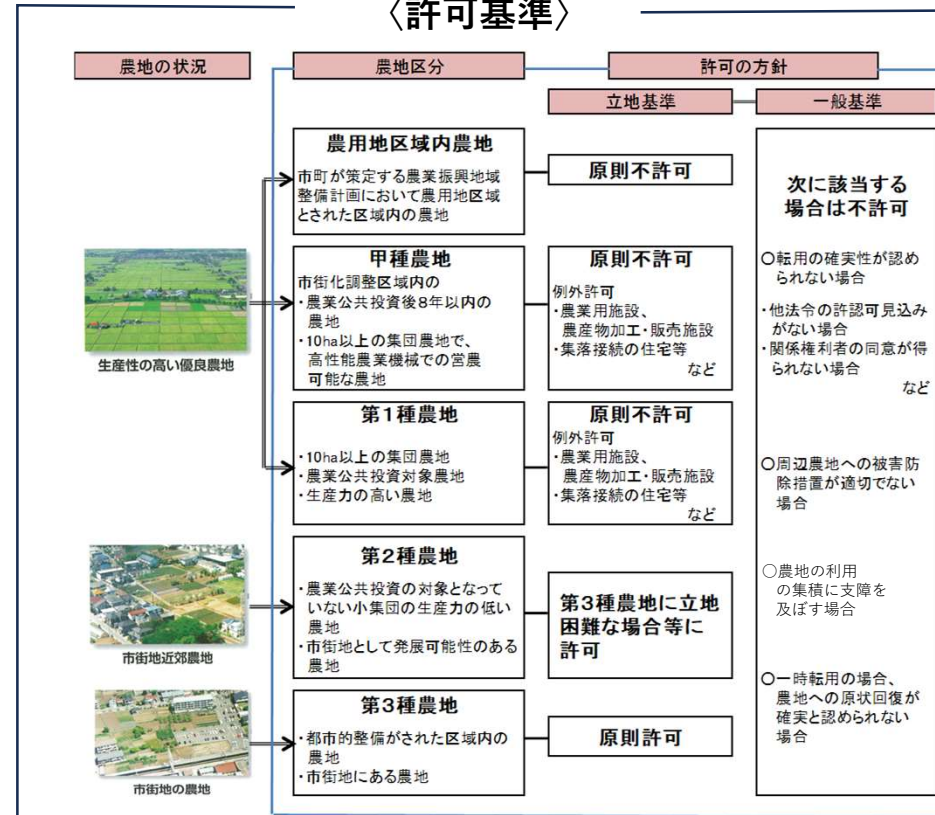 〈許可基準〉
農地の状況
農地区分
許可の方針
立地基準
一般基準
農用地区域内農地
市町が策定する農業振興地域
整備計画において農用地区域
とされた区域内の農地
原則不許可
甲種農地
市街化調整区域内の
・農業公共投資後8年以内の
農地
・10ha以上の集団農地で、
高性能農業機械での営農
可能な農地
原則不許可
例外許可
・農業用施設、
農産物加工・販売施設
・集落接続の住宅等
など
生産性の高い優良農地
第1種農地
・10ha以上の集団農地
・農業公共投資対象農地
・生産力の高い農地
原則不許可
例外許可
・農業用施設、
農産物加工・販売施設
・集落接続の住宅等
など
第2種農地
・農業公共投資の対象となって
いない小集団の生産力の低い
農地
・市街地として発展可能性のある
農地
第3種農地に立地
困難な場合等に
許可
市街地近郊農地
第3種農地
・都市的整備がされた区域内の
農地
・市街地にある農地
原則許可
市街地の農地
次に該当する
場合は不許可
○転用の確実性が認め
られない場合
・他法令の許認可見込み
がない場合
・関係権利者の同意が得
られない場合
など
○周辺農地への被害防
除措置が適切でない
場合
○農地の利用
の集積に支障を
及ぼす場合
○一時転用の場合、
農地への原状回復が
確実と認められない
場合